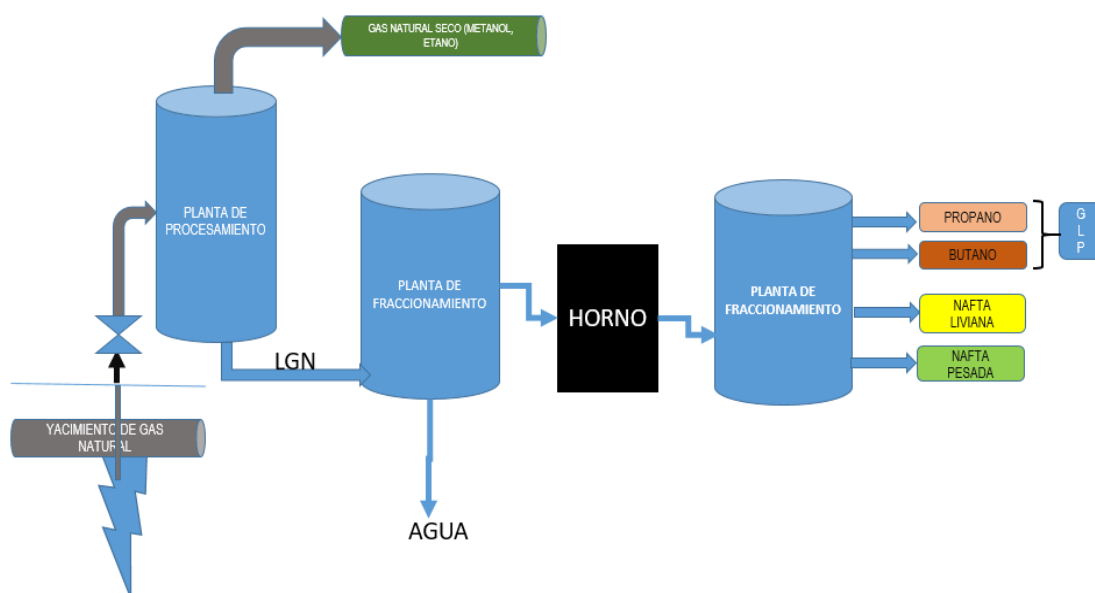 GAS NATURAL SECO (METANOL,
ETANO)
PLANTA DE
PROCESAMIENTO
LGN
YACIMIENTO DE GAS
NATURAL
PLANTA DE
FRACCIONAMIENTO
AGUA
HORNO
PLANTA DE
FRACCIONAMIENTO
PROPANO
BUTANO
G
L
P
NAFTA
LIVIANA
NAFTA
PESADA